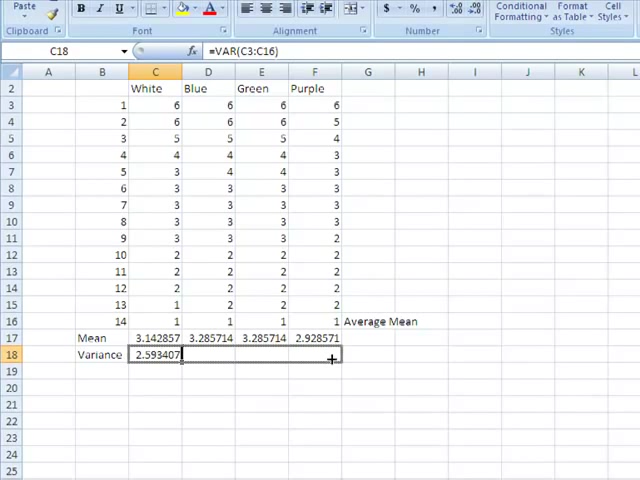 Paste
B I U A
$ % , .0 .00 .00 .0
Conditional Format Cell
Formatting as Table Styles
Clipboard Font Alignment Number Styles
C18 fx =VAR(C3:C16)
A B C D E F G H I J K L
2 White Blue Green Purple
3 1 6 6 6 6
4 2 6 6 6 5
5 3 5 5 5 4
6 4 4 4 4 3
7 5 3 4 4 3
8 6 3 3 3 3
9 7 3 3 3 3
10 8 3 3 3 3
11 9 3 3 3 2
12 10 2 2 2 2
13 11 2 2 2 2
14 12 2 2 2 2
15 13 1 2 2 2
16 14 1 1 1 1 Average Mean
17 Mean 3.142857 3.285714 3.285714 2.928571
18 Variance 2.593407
19
20
21
22
23
24
25